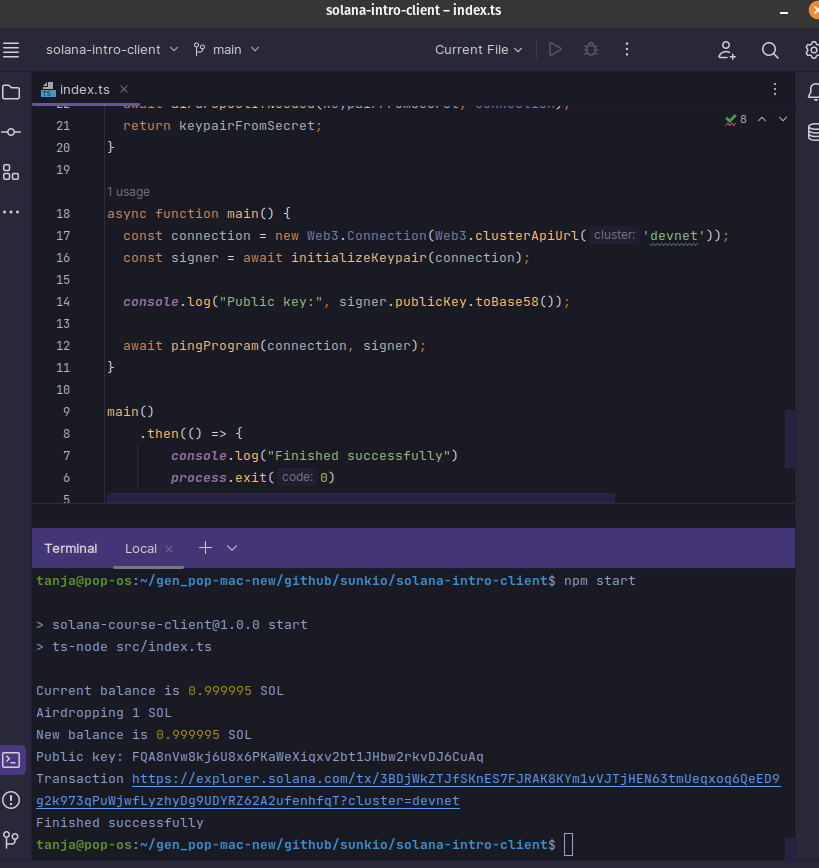 solana-intro-client – index.ts
solana-intro-client main Current File
index.ts
22 await airdropSolIfNeeded(keypairFromSecret, connection);
21 return keypairFromSecret;
20 }
19
1 usage
18 async function main() {
17 const connection = new Web3.Connection(Web3.clusterApiUrl( cluster: 'devnet'));
16 const signer = await initializeKeypair(connection);
15
14 console.log("Public key:", signer.publicKey.toBase58());
13
12 await pingProgram(connection, signer);
11 }
10
9 main()
8 .then(() => {
7 console.log("Finished successfully")
6 process.exit( code: 0)
5
8
Terminal Local
tanja@pop-os:~/gen_pop-mac-new/github/sunkio/solana-intro-client$ npm start
> solana-course-client@1.0.0 start
> ts-node src/index.ts
Current balance is 0.999995 SOL
Airdropping 1 SOL
New balance is 0.999995 SOL
Public key: FQA8nVw8kj6U8x6PKaWeXiqxv2bt1JHbw2rkvDJ6CuAq
Transaction https://explorer.solana.com/tx/3BDjWkZTJfSKnES7FJRAK8KYm1vVJTjHEN63tmUeqxoq6QeED9
g2k973qPuWjwfLyzhyDg9UDYRZ62A2ufenhfqT?cluster=devnet
Finished successfully
tanja@pop-os:~/gen_pop-mac-new/github/sunkio/solana-intro-client$